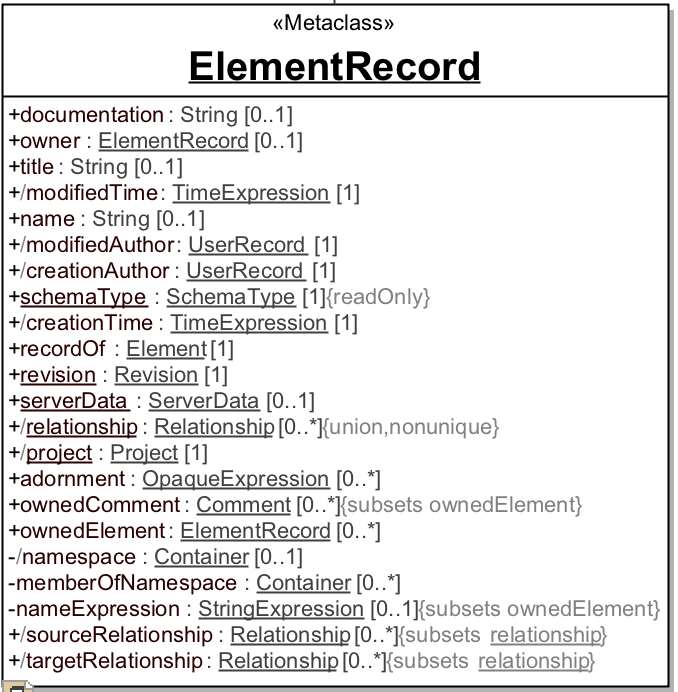 «Metaclass»
ElementRecord
+documentation : String [0..1]
+owner : ElementRecord [0..1]
+title : String [0..1]
+/modifiedTime : TimeExpression [1]
+name : String [0..1]
+/modifiedAuthor : UserRecord [1]
+/creationAuthor : UserRecord [1]
+schemaType : SchemaType [1]{readOnly}
+/creationTime : TimeExpression [1]
+recordOf : Element [1]
+revision : Revision [1]
+serverData : ServerData [0..1]
+/relationship : Relationship [0..*]{union,nonunique}
+/project : Project [1]
+adornment : OpaqueExpression [0..*]
+ownedComment : Comment [0..*]{subsets ownedElement}
+ownedElement : ElementRecord [0..*]
-/namespace : Container [0..1]
-memberOfNamespace : Container [0..*]
-nameExpression : StringExpression [0..1]{subsets ownedElement}
+/sourceRelationship : Relationship [0..*]{subsets relationship}
+/targetRelationship : Relationship [0..*]{subsets relationship}